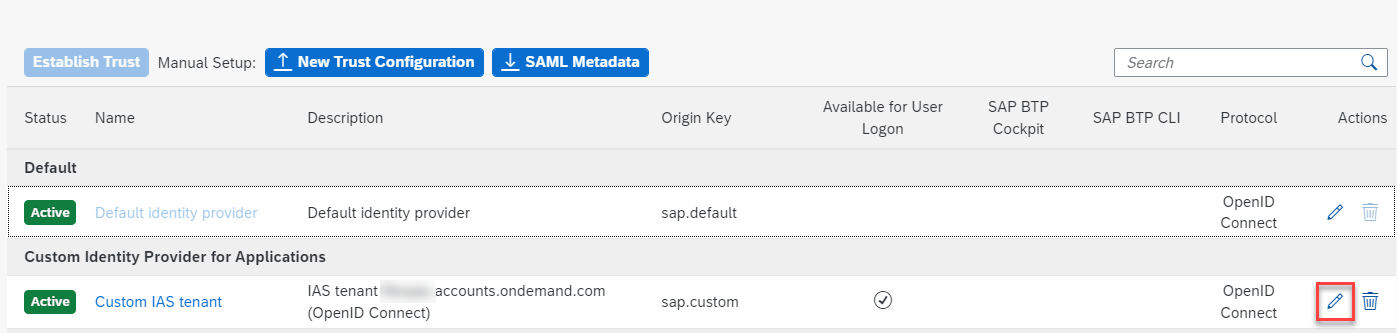 Establish Trust Manual Setup: New Trust Configuration SAML Metadata Search
Status Name Description Origin Key Available for User Logon SAP BTP Cockpit SAP BTP CLI Protocol Actions
Default
Active Default identity provider Default identity provider sap.default OpenID Connect
Custom Identity Provider for Applications
Active Custom IAS tenant IAS tenant accounts.ondemand.com (OpenID Connect) sap.custom OpenID Connect